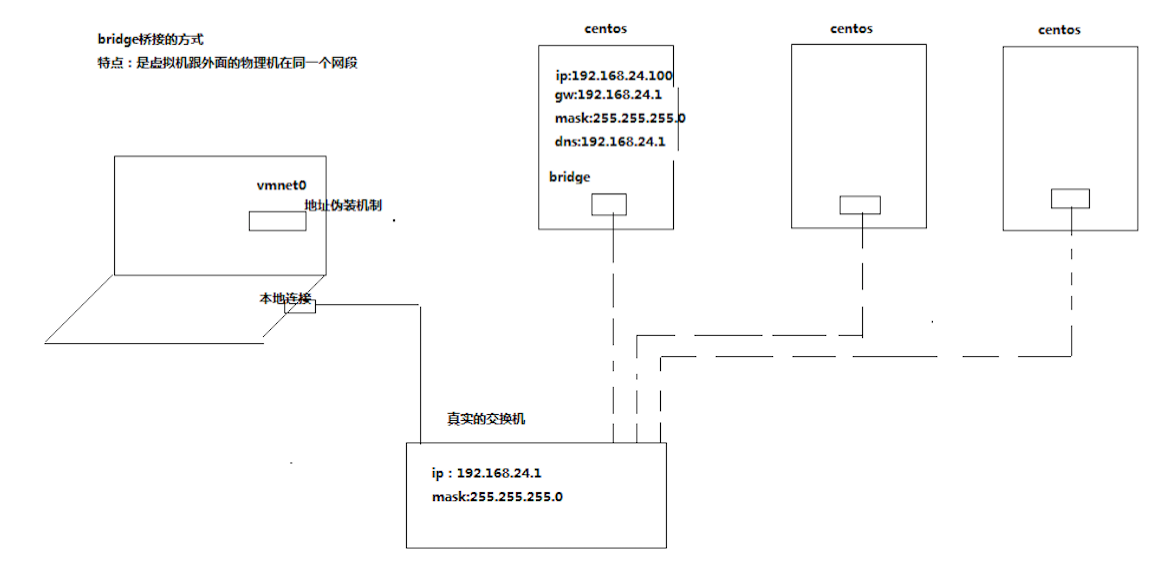 bridge桥接的方式
特点：是虚拟机跟外面的物理机在同一个网段
centos
centos
centos
ip:192.168.24.100
gw:192.168.24.1
mask:255.255.255.0
dns:192.168.24.1
bridge
vmnet0
地址伪装机制
本地连接
真实的交换机
ip：192.168.24.1
mask:255.255.255.0